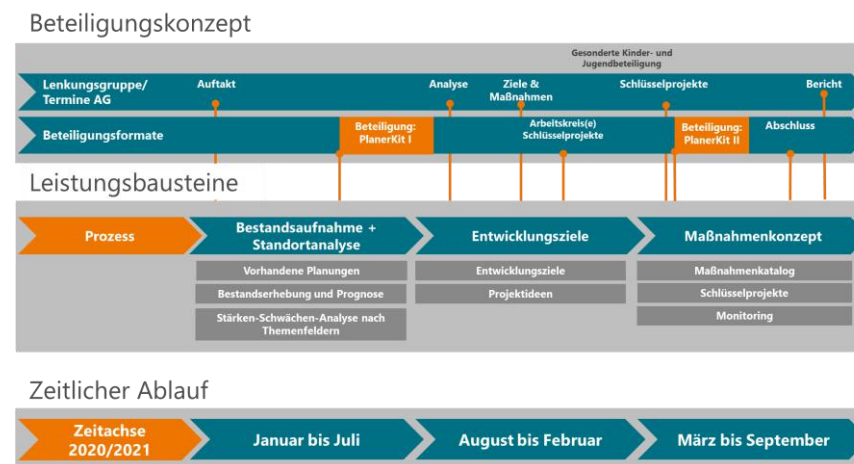 Beteiligungskonzept
Gesonderte Kinder- und
Jugendbeteiligung
Lenkungsgruppe/
Termine AG
Auftakt
Analyse
Ziele &
Maßnahmen
Schlüsselprojekte
Bericht
Beteiligungsformate
Beteiligung:
PlanerKit I
Arbeitskreis(e)
Schlüsselprojekte
Beteiligung:
PlanerKit II
Abschluss
Leistungsbausteine
Prozess
Bestandsaufnahme +
Standortanalyse
Entwicklungsziele
Maßnahmenkonzept
Vorhandene Planungen
Entwicklungsziele
Maßnahmenkatalog
Bestandserhebung und Prognose
Projektideen
Schlüsselprojekte
Stärken-Schwächen-Analyse nach
Themenfeldern
Monitoring
Zeitlicher Ablauf
Zeitachse
2020/2021
Januar bis Juli
August bis Februar
März bis September